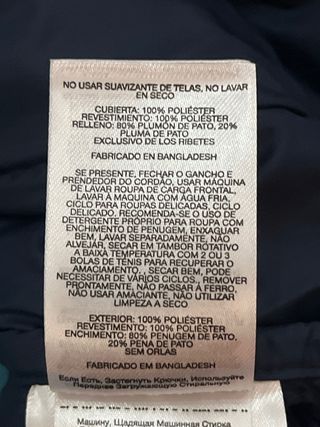 NO USAR SUAVIZANTE DE TELAS, NO LAVAR
EN SECO
CUBIERTA: 100% POLIÉSTER
REVESTIMIENTO: 100% POLIÉSTER
RELLENO: 80% PLUMÓN DE PATO, 20%
PLUMA DE PATO
EXCLUSIVO DE LOS RIBETES
FABRICADO EN BANGLADESH
SE PRESENTE, FECHAR O GANCHO E
PRENDEDOR DO CORDÃO, USAR MÁQUINA
DE LAVAR ROUPA DE CARGA FRONTAL,
LAVAR À MÁQUINA COM ÁGUA FRIA,
CICLO PARA ROUPAS DELICADAS, CICLO
DELICADO. RECOMENDA-SE O USO DE
DETERGENTE PRÓPRIO PARA ROUPA COM
ENCHIMENTO DE PENUGEM, ENXAGUAR
BEM, LAVAR SEPARADAMENTE, NÃO
ALVEJAR, SECAR EM TAMBOR ROTATIVO
A BAIXA TEMPERATURA COM 2 OU 3
BOLAS DE TÊNIS PARA RECUPERAR O
AMACIAMENTO, , SECAR BEM, PODE
NECESSITAR DE VÁRIOS CICLOS., REMOVER
PRONTAMENTE, NÃO PASSAR A FERRO,
NÃO USAR AMACIANTE, NÃO UTILIZAR
LIMPEZA A SECO
EXTERIOR: 100% POLIÉSTER
REVESTIMENTO: 100% POLIÉSTER
ENCHIMENTO: 80% PENUGEM DE PATO,
20% PENA DE PATO
SEM ORLAS
FABRICADO EM BANGLADESH
Если Есть, Застегнуть Крючки, Используйте
Переднее Загружающую Стиральную
Машину, Щадящая Машинная Стирка